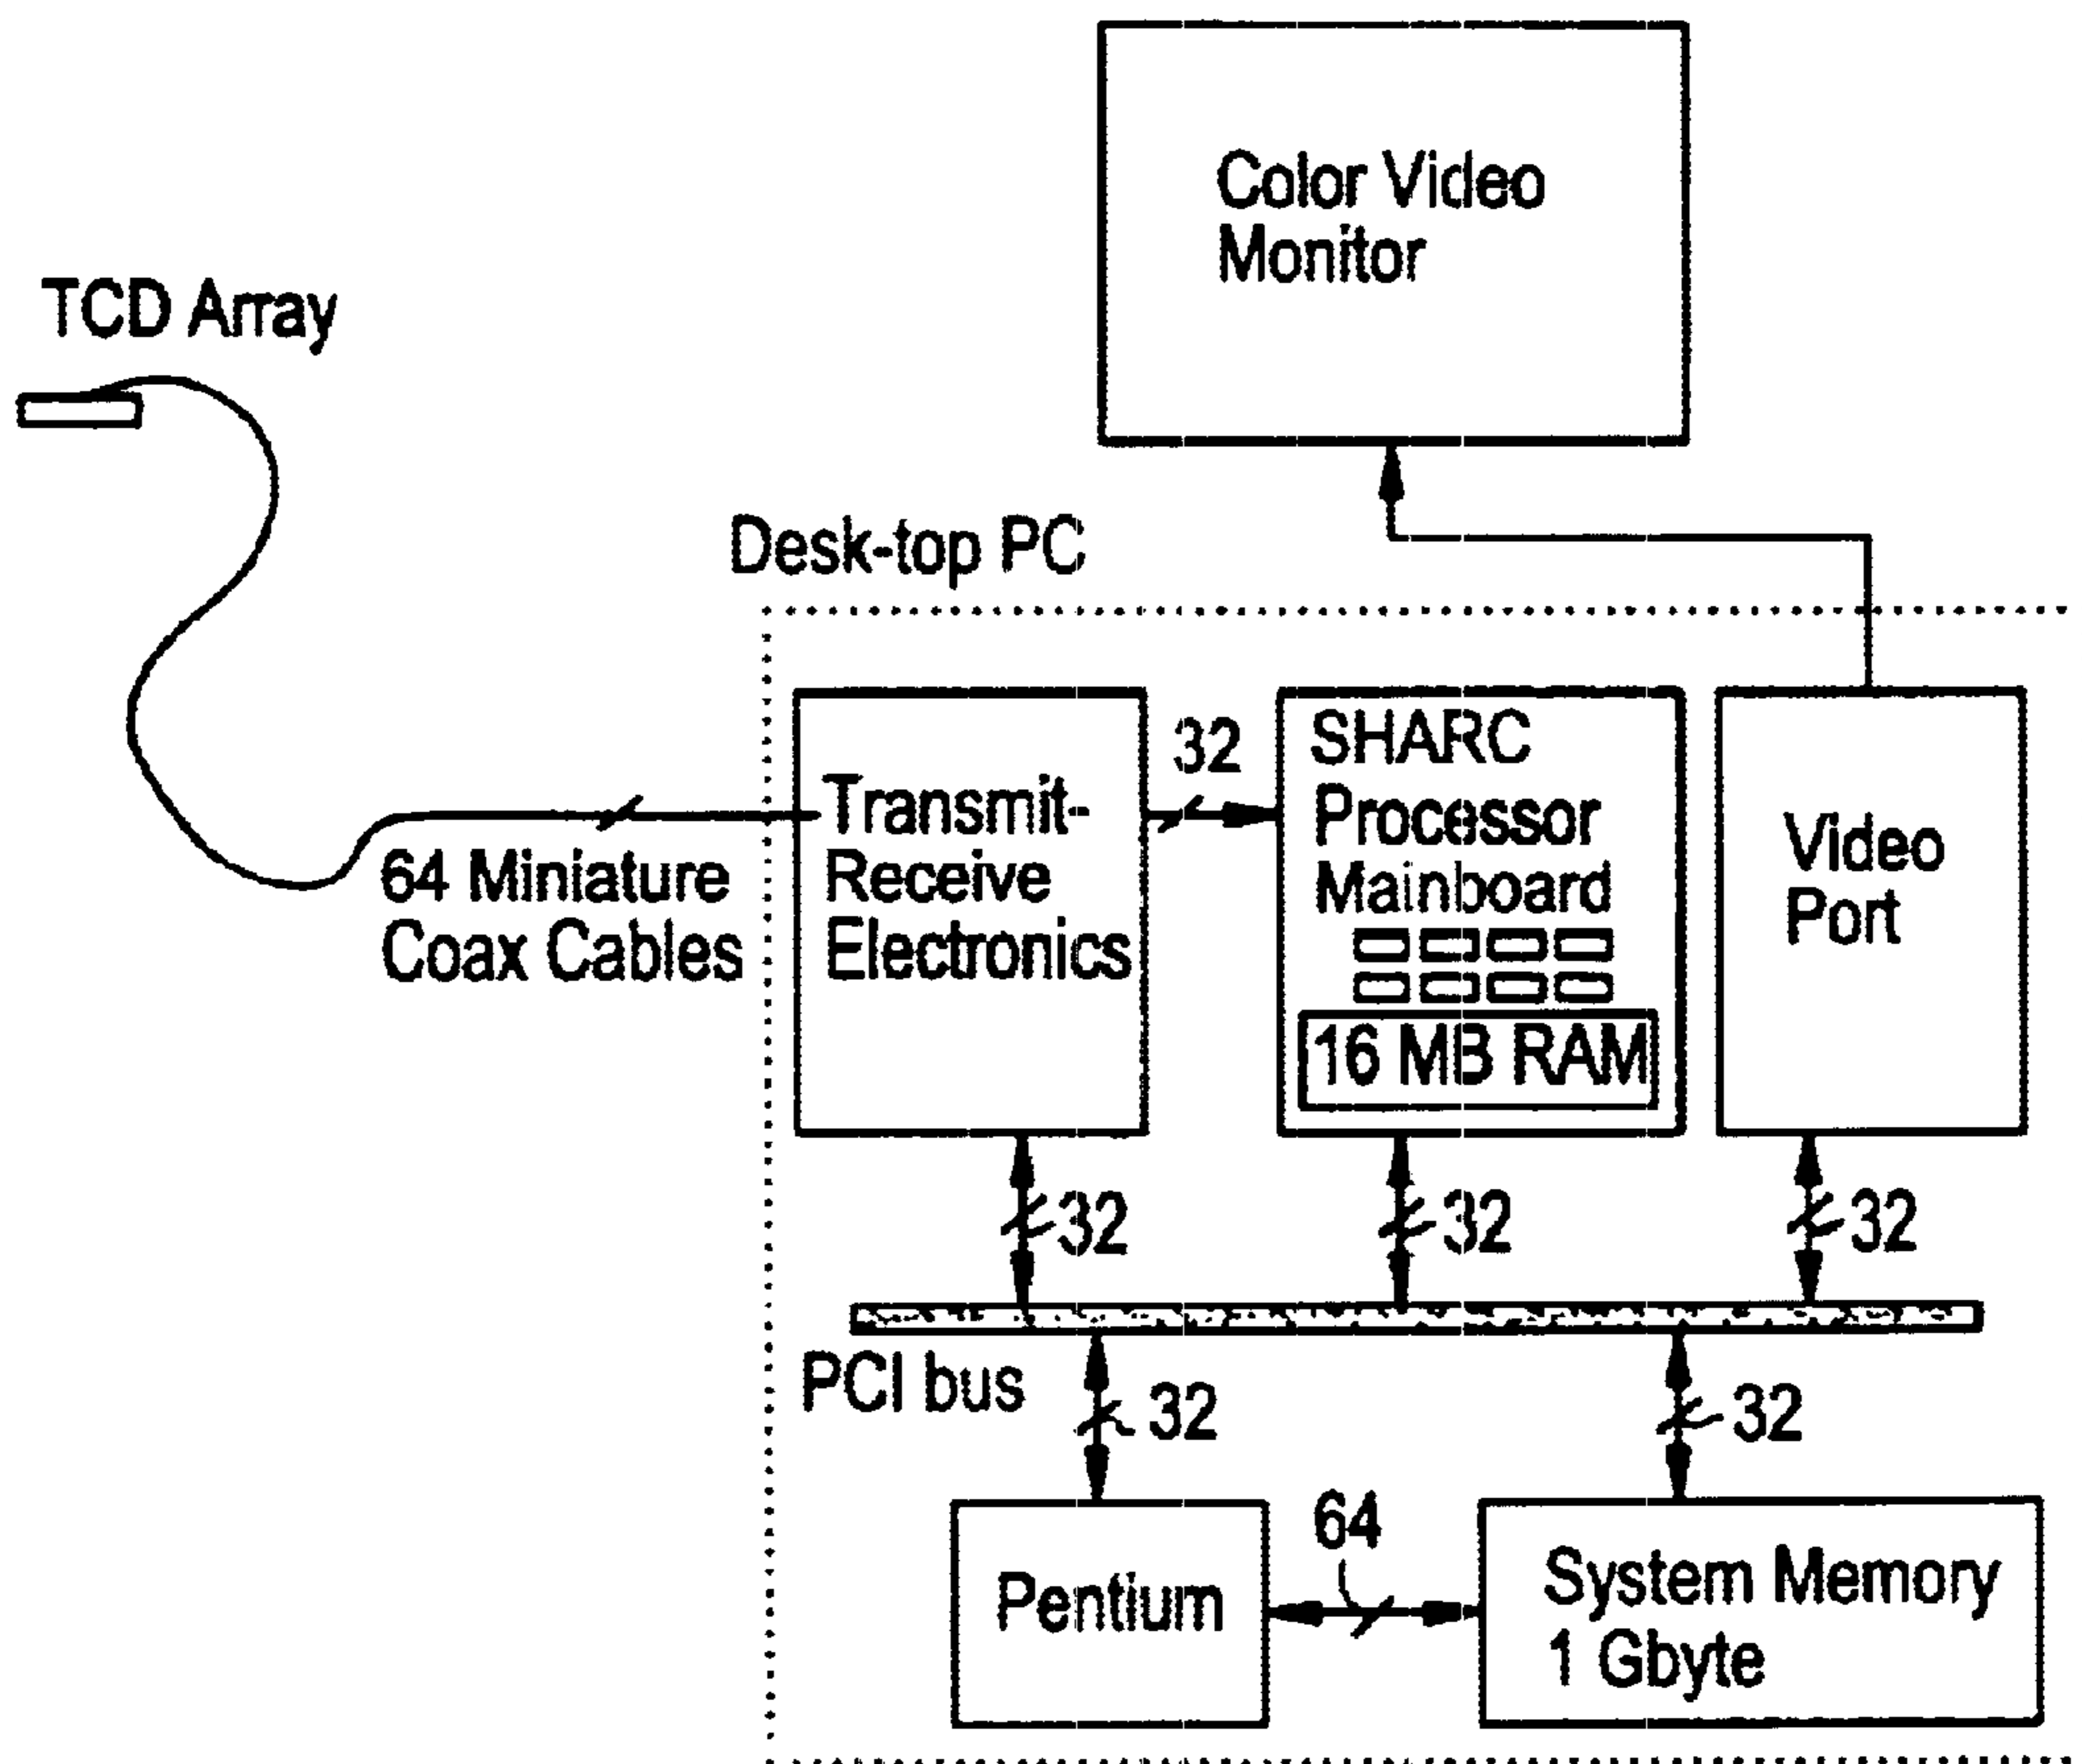 Color Video
Monitor
TCD Array
Desk-top PC
64 Miniature
Coax Cables
Transmit-
Receive
Electronics
32
SHARC
Processor
Mainboard
16 MB RAM
Video
Port
32
32
32
PCI bus
32
32
Pentium
64
System Memory
1 Gbyte